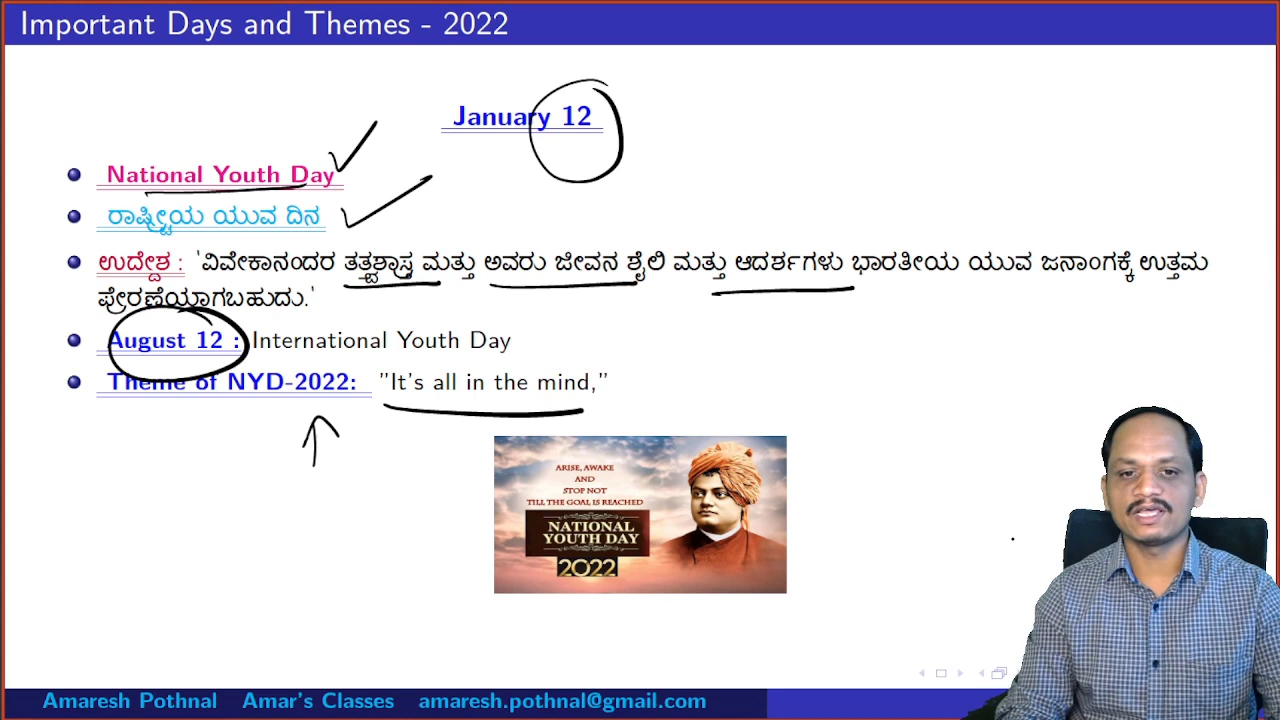 Important Days and Themes - 2022
January 12
National Youth Day
ರಾಷ್ಟ್ರೀಯ ಯುವ ದಿನ
ಉದೇಶ : 'ವಿವೇಕಾನಂದರ ತತ್ತ್ವಶಾಸ್ತ್ರ ಮತ್ತು ಅವರು ಜೀವನ ಶೈಲಿ ಮತ್ತು ಆದರ್ಶಗಳು ಭಾರತೀಯ ಯುವ ಜನಾಂಗಕ್ಕೆ ಉತ್ತಮ
ಪ್ರೇರಣೆಯಾಗಬಹುದು.'
August 12 : International Youth Day
Theme of NYD-2022: "It's all in the mind,"
ARISE, AWAKE
AND
STOP NOT
TILL THE GOAL IS REACHED
NATIONAL
YOUTH DAY
2022
Amaresh Pothnal Amar's Classes amaresh.pothnal@gmail.com